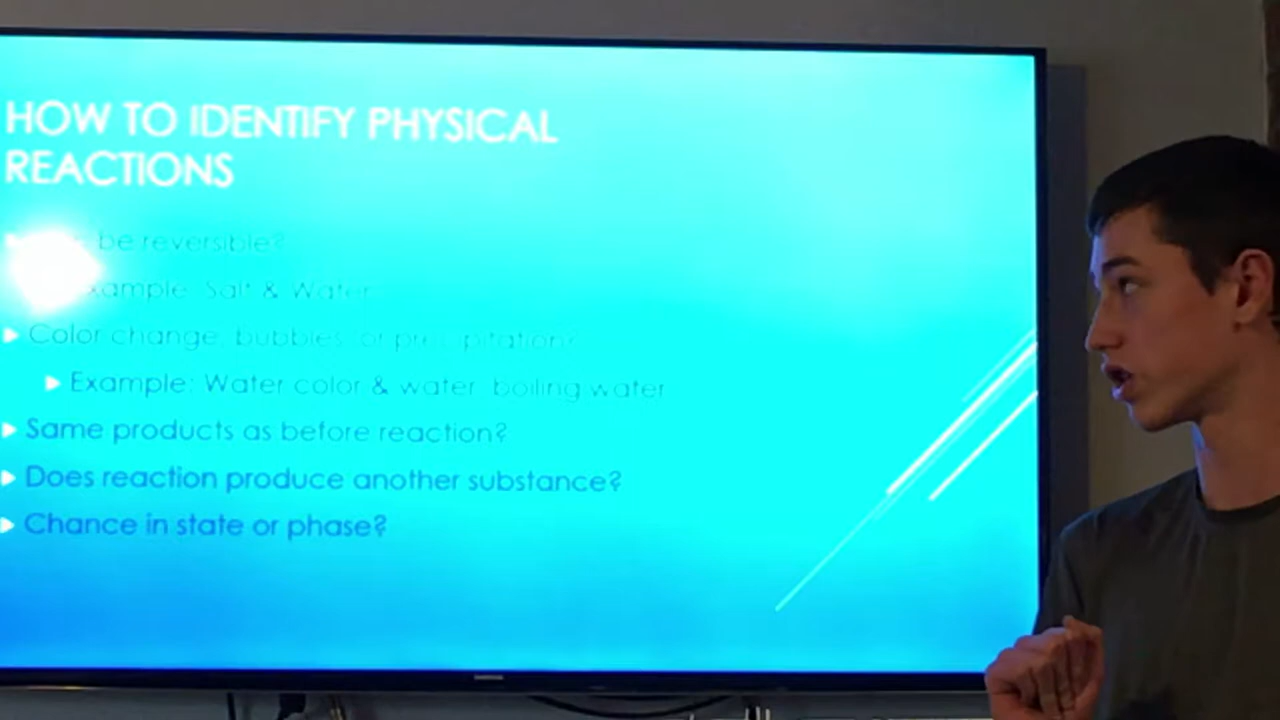 HOW TO IDENTIFY PHYSICAL
REACTIONS
be reversible?
Example: Salt & Water
Color change, bubbles, or precipitation?
Example: Water color & water, boiling water
Same products as before reaction?
Does reaction produce another substance?
Chance in state or phase?